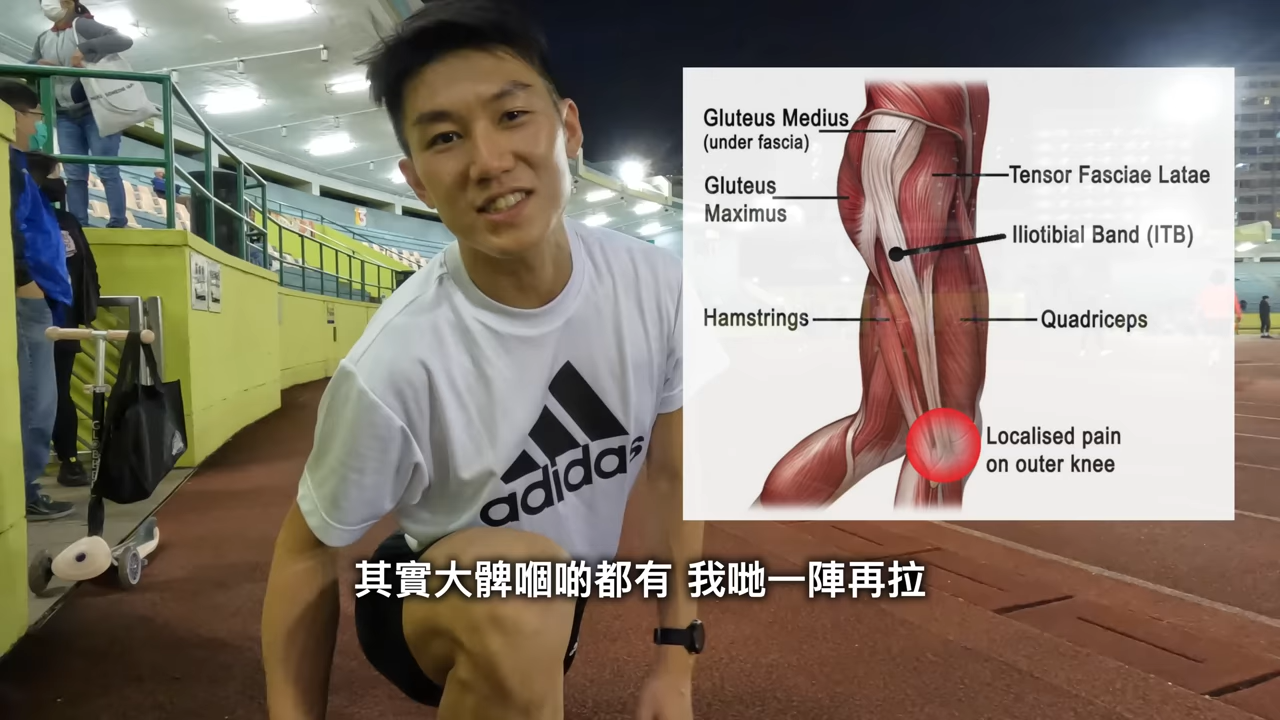 Gluteus Medius
(under fascia)
Gluteus
Maximus
Hamstrings
Tensor Fasciae Latae
Iliotibial Band (ITB)
Quadriceps
Localised pain
on outer knee
adidas
其實大髀嗰啲都有 我哋一陣再拉